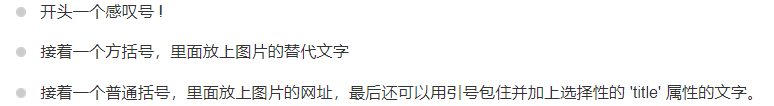 开头一个感叹号 !
接着一个方括号，里面放上图片的替代文字
接着一个普通括号，里面放上图片的网址，最后还可以用引号包住并加上选择性的 'title' 属性的文字。